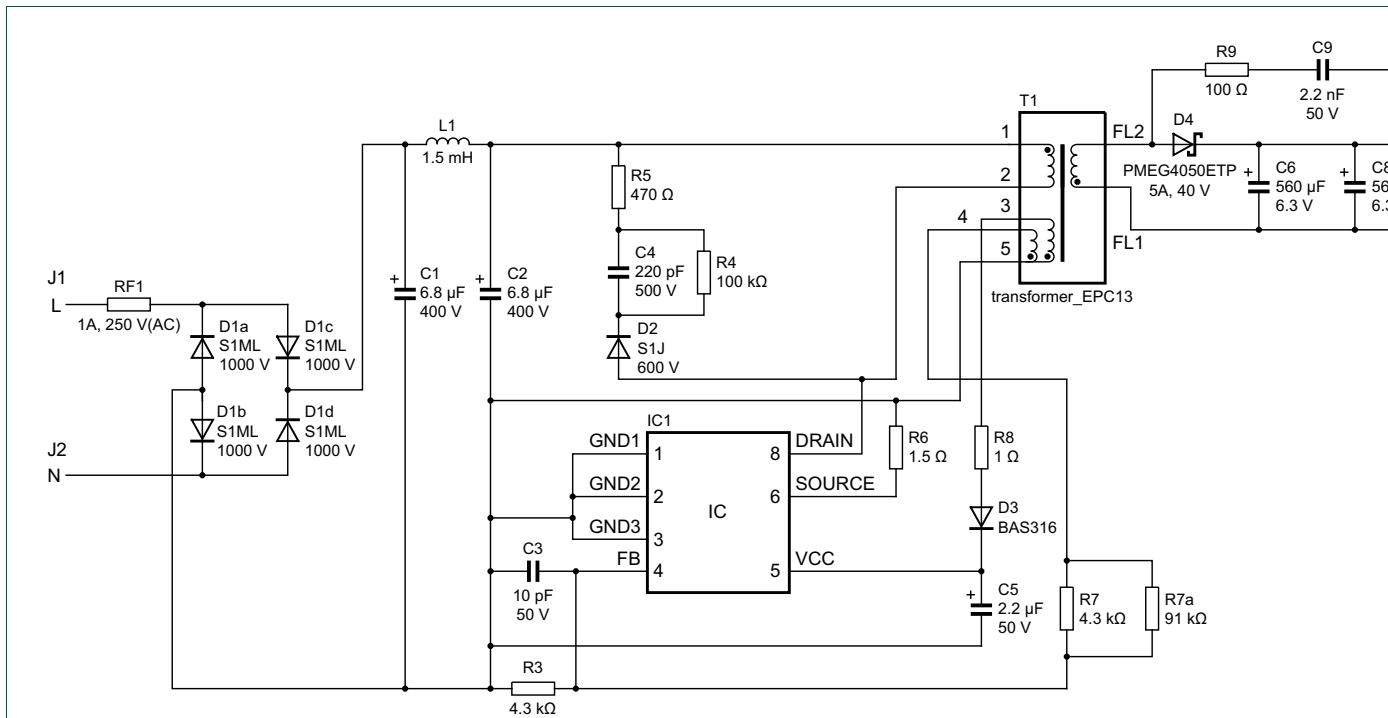 R9
100 Ω
C9
2.2 nF
50 V
T1
L1
1.5 mH
1
2
3
4
5
FL2
FL1
D4
PMEG4050ETP
5A, 40 V
C6
560 µF
6.3 V
+
C8
56
6.3
+
transformer_EPC13
R5
470 Ω
C4
220 pF
500 V
R4
100 kΩ
D2
S1J
600 V
C1
6.8 µF
400 V
+
C2
6.8 µF
400 V
+
J1
L
RF1
1A, 250 V(AC)
D1a
S1ML
1000 V
D1c
S1ML
1000 V
D1b
S1ML
1000 V
D1d
S1ML
1000 V
J2
N
IC1
IC
GND1
1
GND2
2
GND3
3
FB
4
DRAIN
8
SOURCE
6
VCC
5
R6
1.5 Ω
R8
1 Ω
D3
BAS316
C3
10 pF
50 V
C5
2.2 µF
50 V
+
R7
4.3 kΩ
R7a
91 kΩ
R3
4.3 kΩ